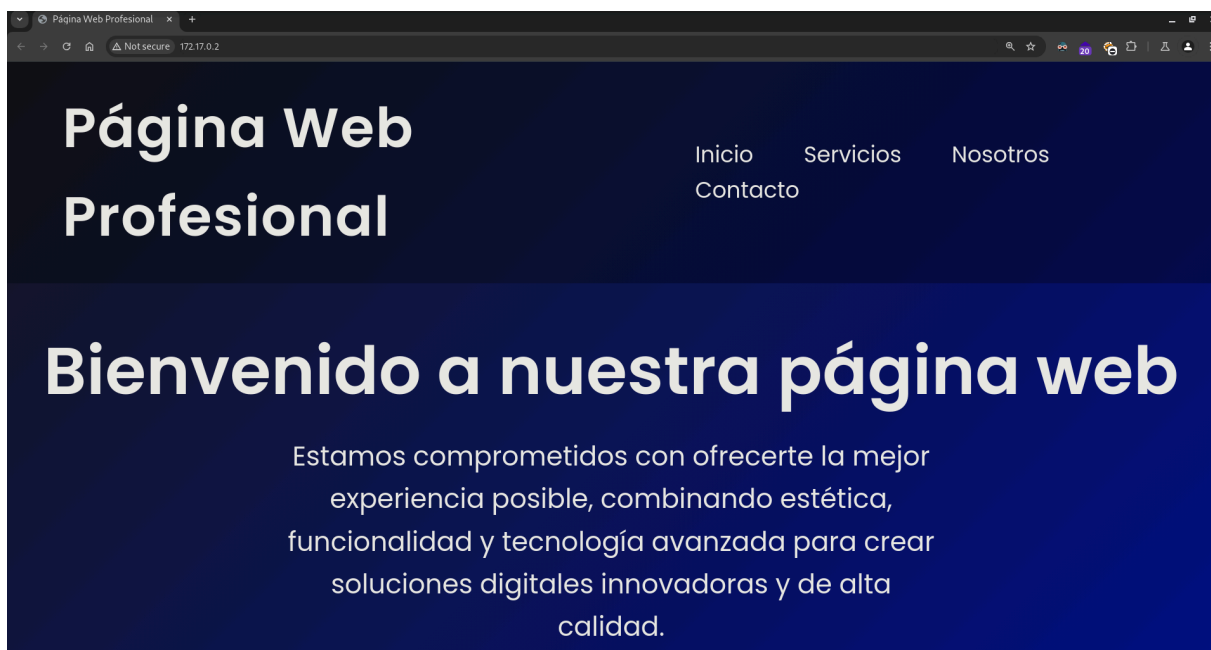 Página Web Profesional
Not secure 172.17.0.2
20
Página Web
Profesional
Inicio Servicios Nosotros
Contacto
Bienvenido a nuestra página web
Estamos comprometidos con ofrecerte la mejor
experiencia posible, combinando estética,
funcionalidad y tecnología avanzada para crear
soluciones digitales innovadoras y de alta
calidad.